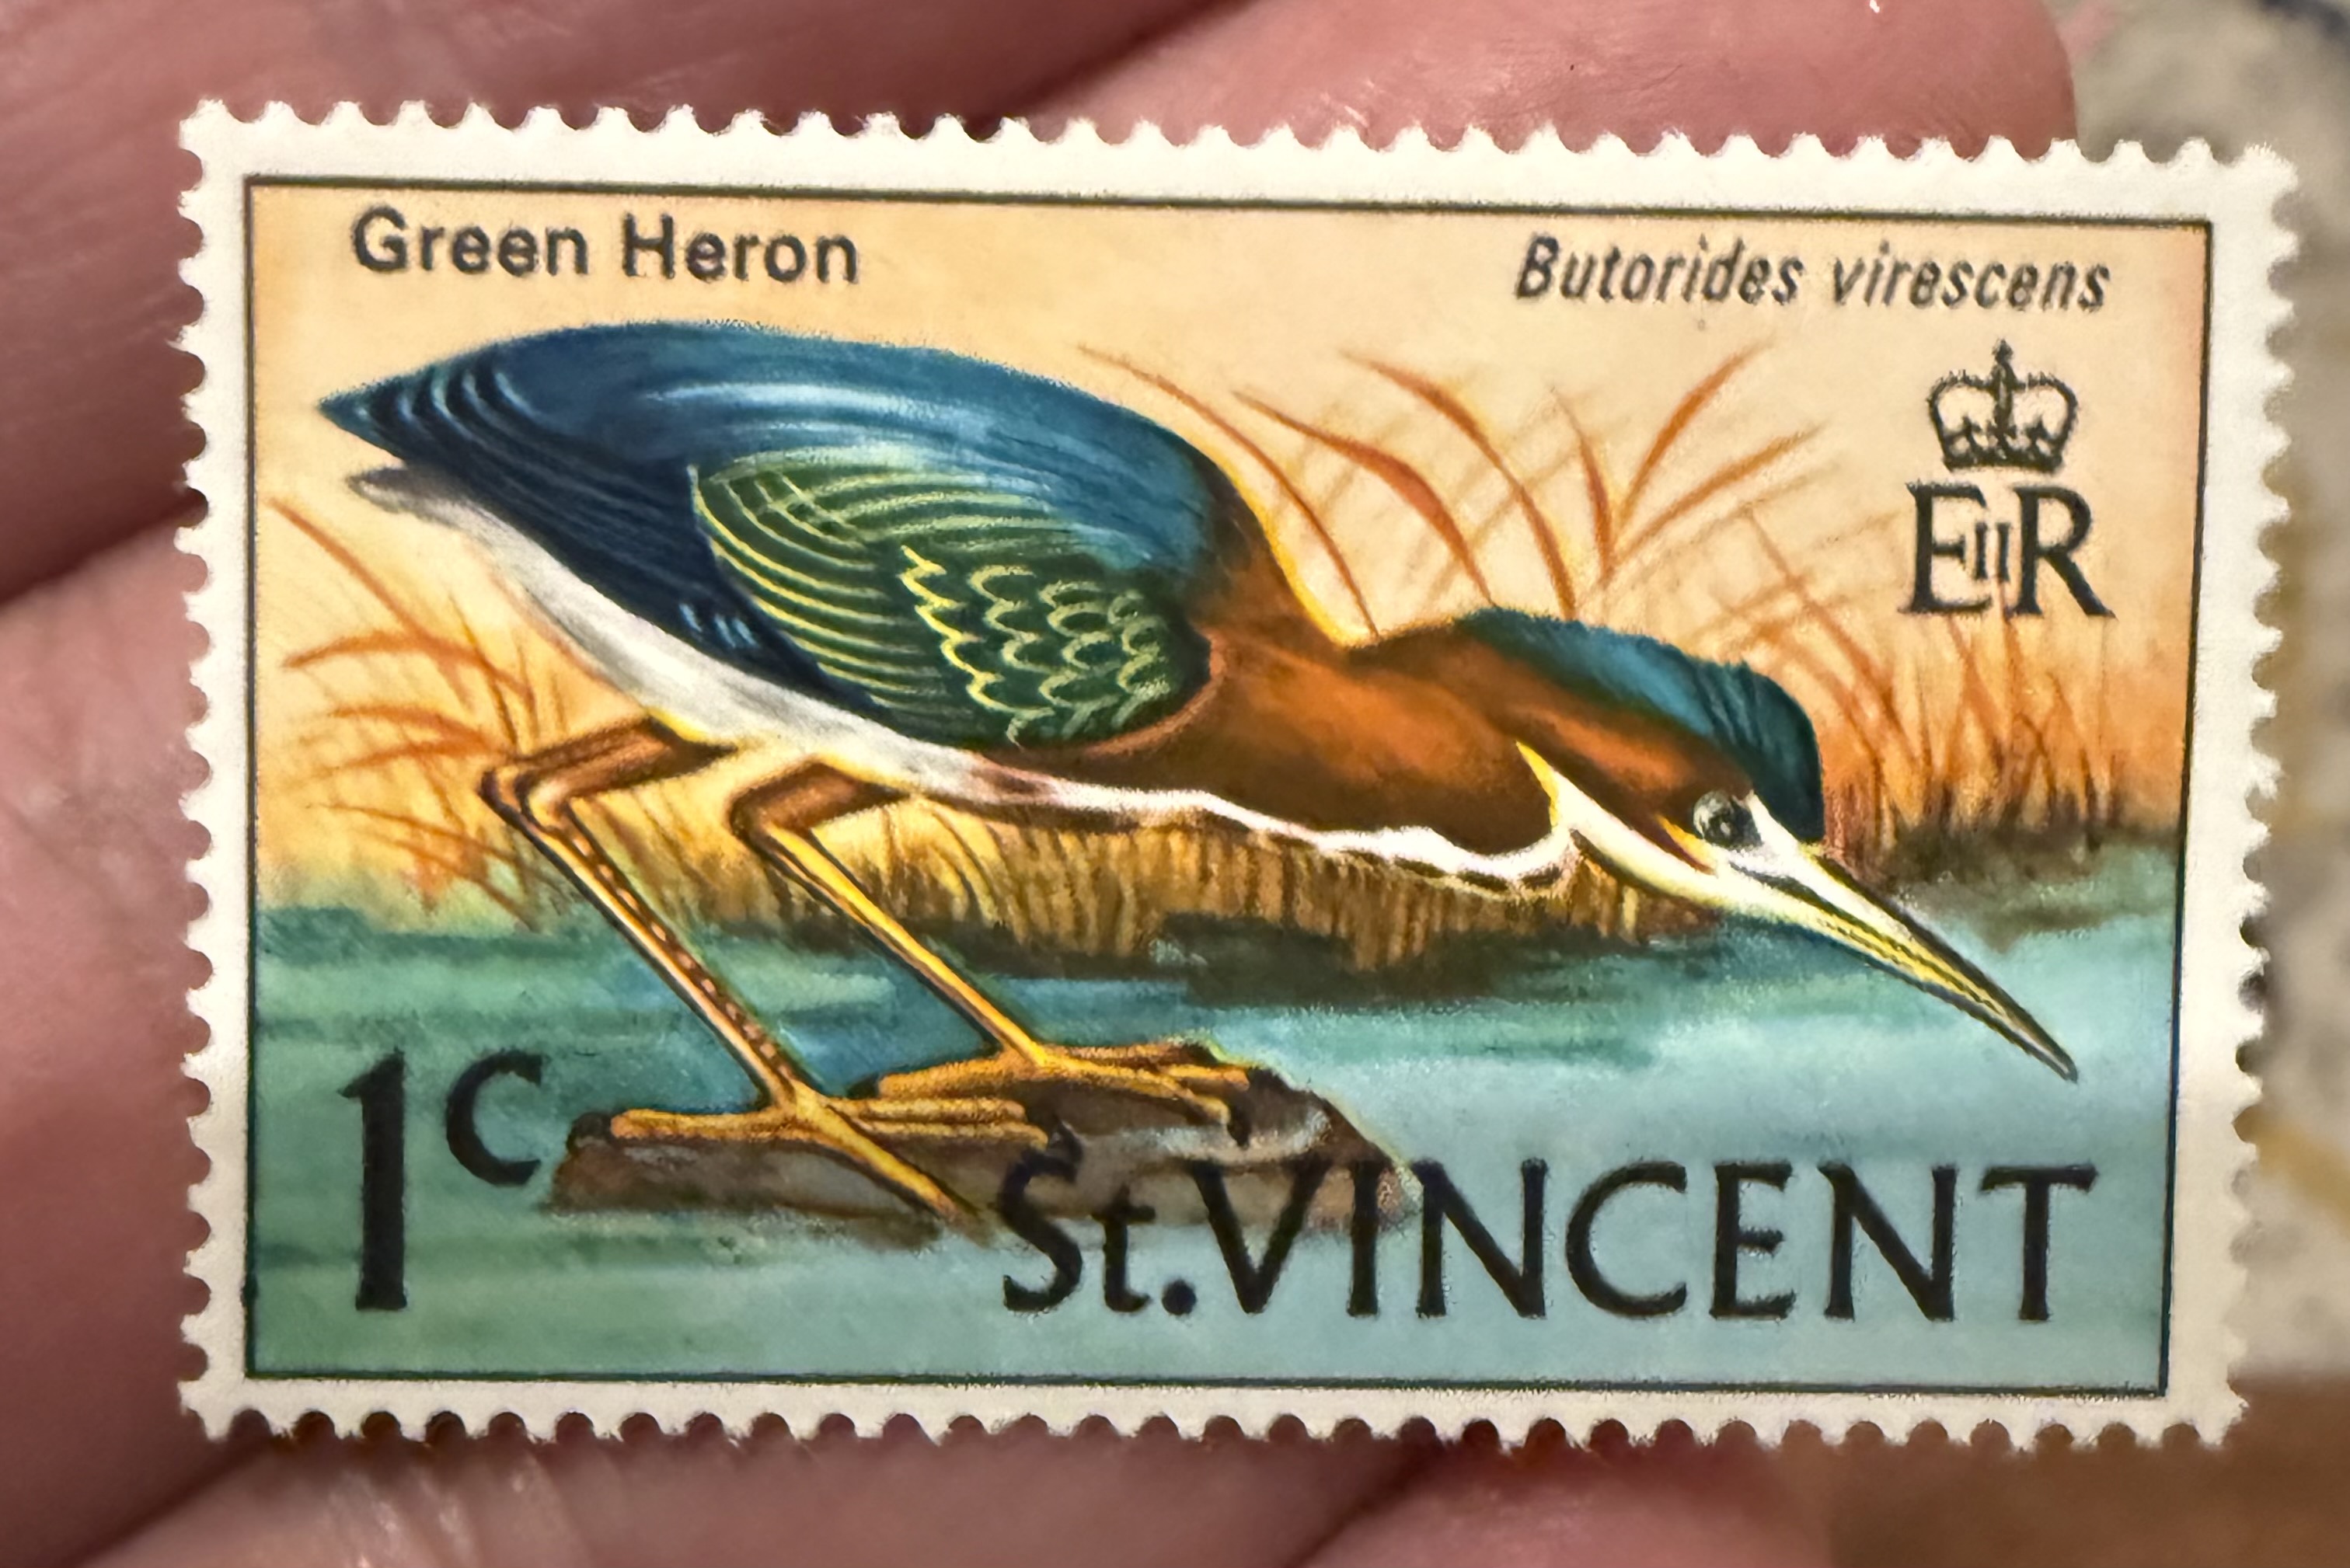 Green Heron
Butorides virescens
EIIR
1c
St.VINCENT